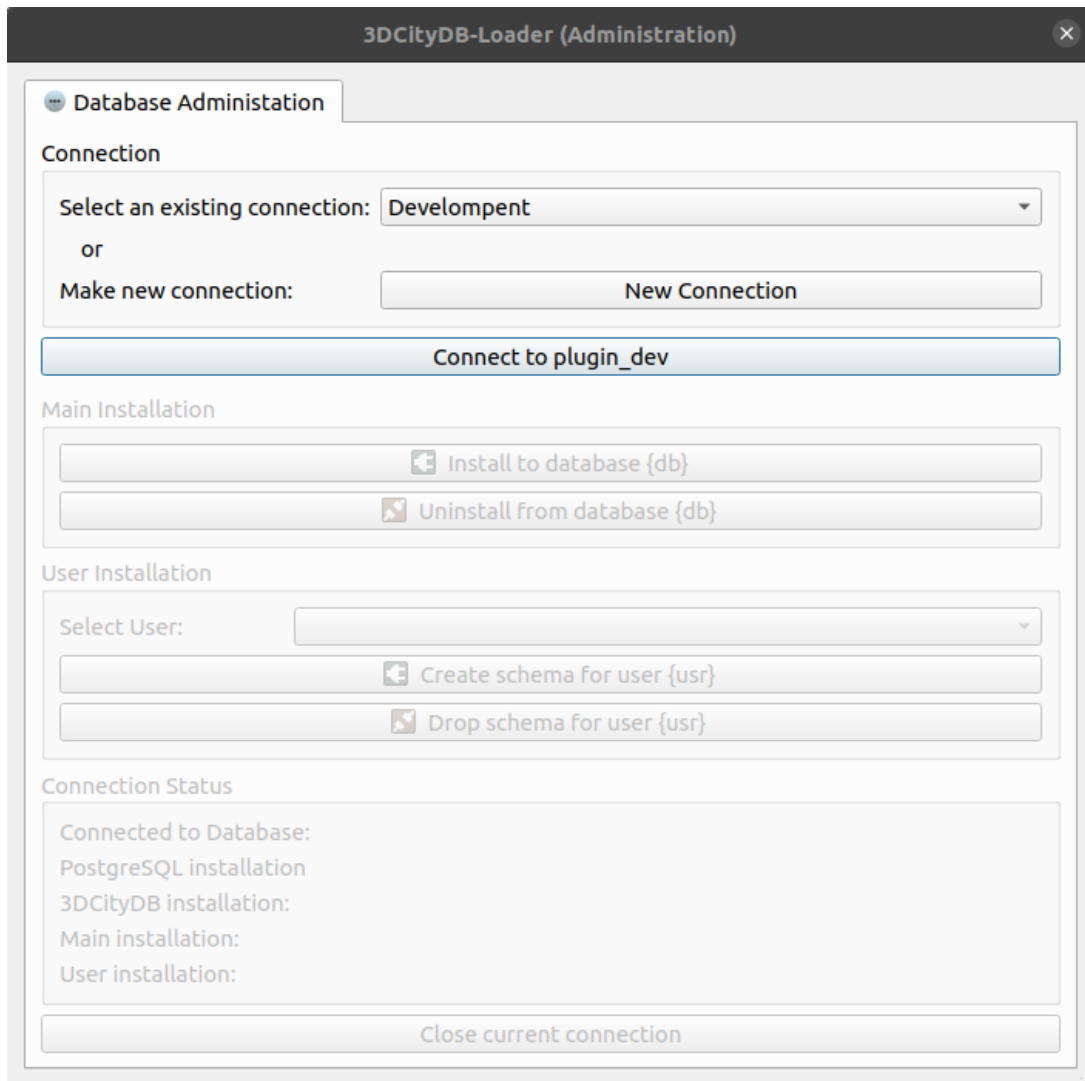 3DCityDB-Loader (Administration)
Database Administation
Connection
Select an existing connection: Develompent
or
Make new connection: New Connection
Connect to plugin_dev
Main Installation
Install to database {db}
Uninstall from database {db}
User Installation
Select User:
Create schema for user {usr}
Drop schema for user {usr}
Connection Status
Connected to Database:
PostgreSQL installation
3DCityDB installation:
Main installation:
User installation:
Close current connection